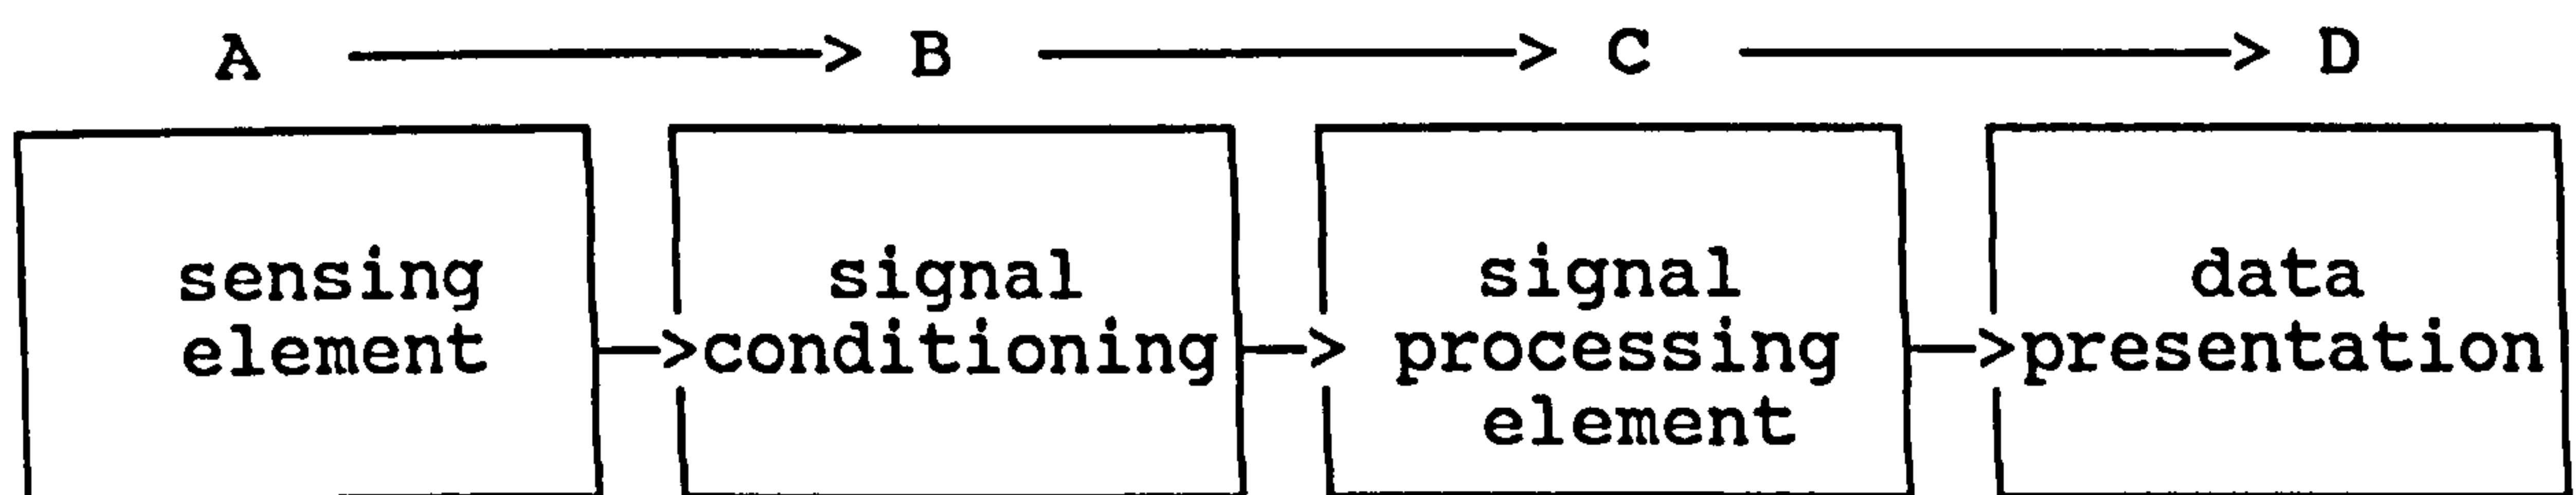 A ——————> B ——————> C ——————> D
sensing element
—>
signal conditioning
—>
signal processing element
—>
data presentation